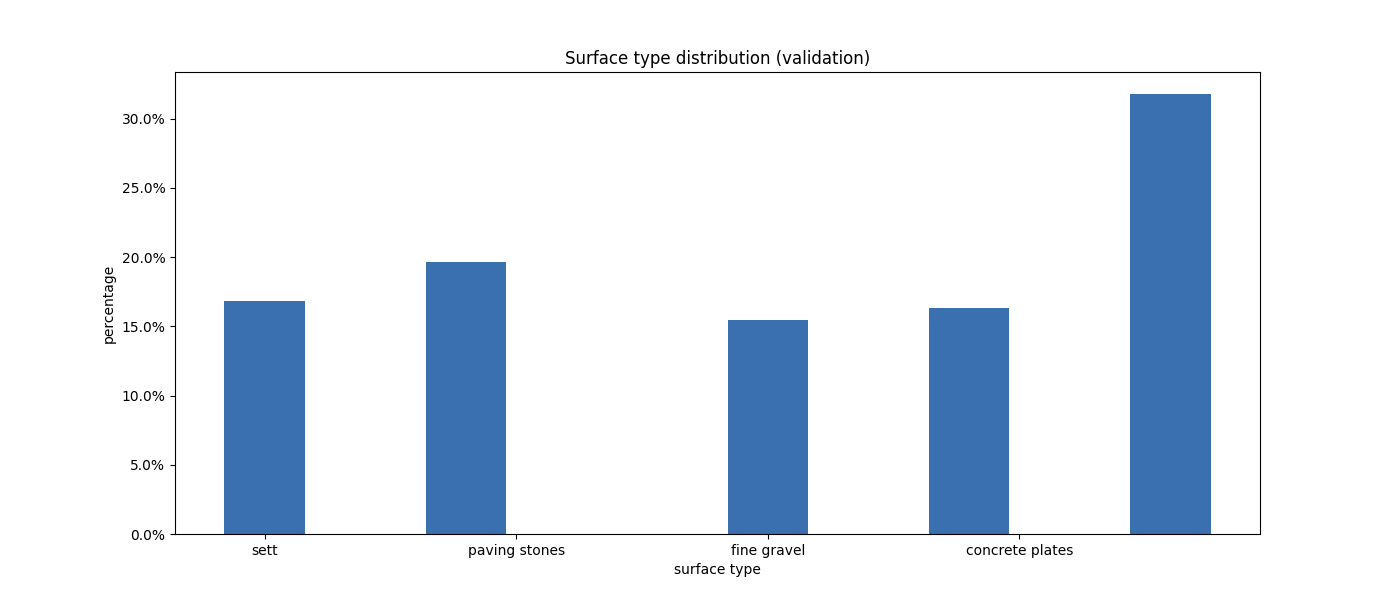 Surface type distribution (validation)
30.0%
25.0%
20.0%
15.0%
10.0%
5.0%
0.0%
percentage
sett
paving stones
fine gravel
concrete plates
surface type